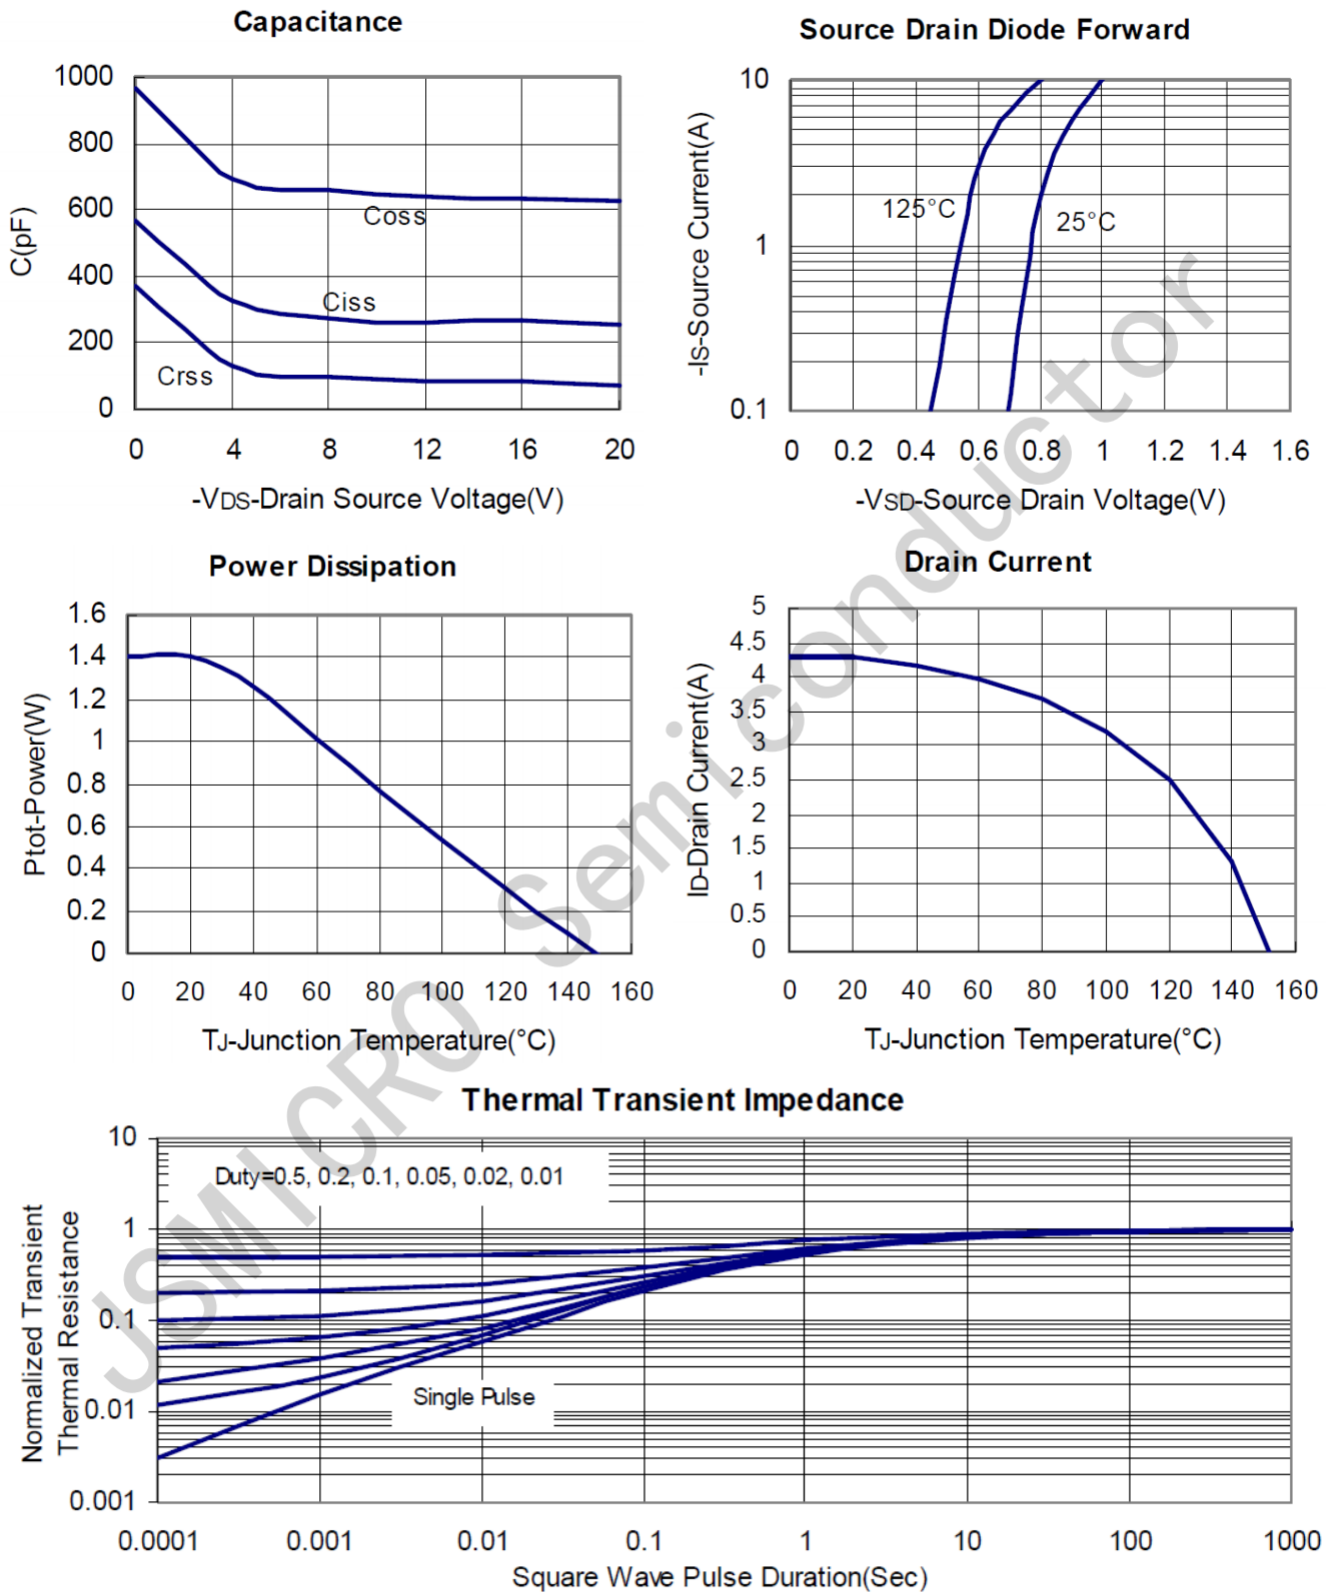 Capacitance
1000
800
600
400
200
0
C(pF)
Coss
Ciss
Crss
0 4 8 12 16 20
-VDS-Drain Source Voltage(V)
Source Drain Diode Forward
10
1
0.1
-IS-Source Current(A)
125°C
25°C
0 0.2 0.4 0.6 0.8 1 1.2 1.4 1.6
-VSD-Source Drain Voltage(V)
Power Dissipation
1.6
1.4
1.2
1
0.8
0.6
0.4
0.2
0
Ptot-Power(W)
0 20 40 60 80 100 120 140 160
TJ-Junction Temperature(°C)
Drain Current
5
4.5
4
3.5
3
2.5
2
1.5
1
0.5
0
ID-Drain Current(A)
0 20 40 60 80 100 120 140 160
TJ-Junction Temperature(°C)
Thermal Transient Impedance
10
1
0.1
0.01
0.001
Normalized Transient
Thermal Resistance
Duty=0.5, 0.2, 0.1, 0.05, 0.02, 0.01
Single Pulse
0.0001 0.001 0.01 0.1 1 10 100 1000
Square Wave Pulse Duration(Sec)
JSMICRO Semiconductor